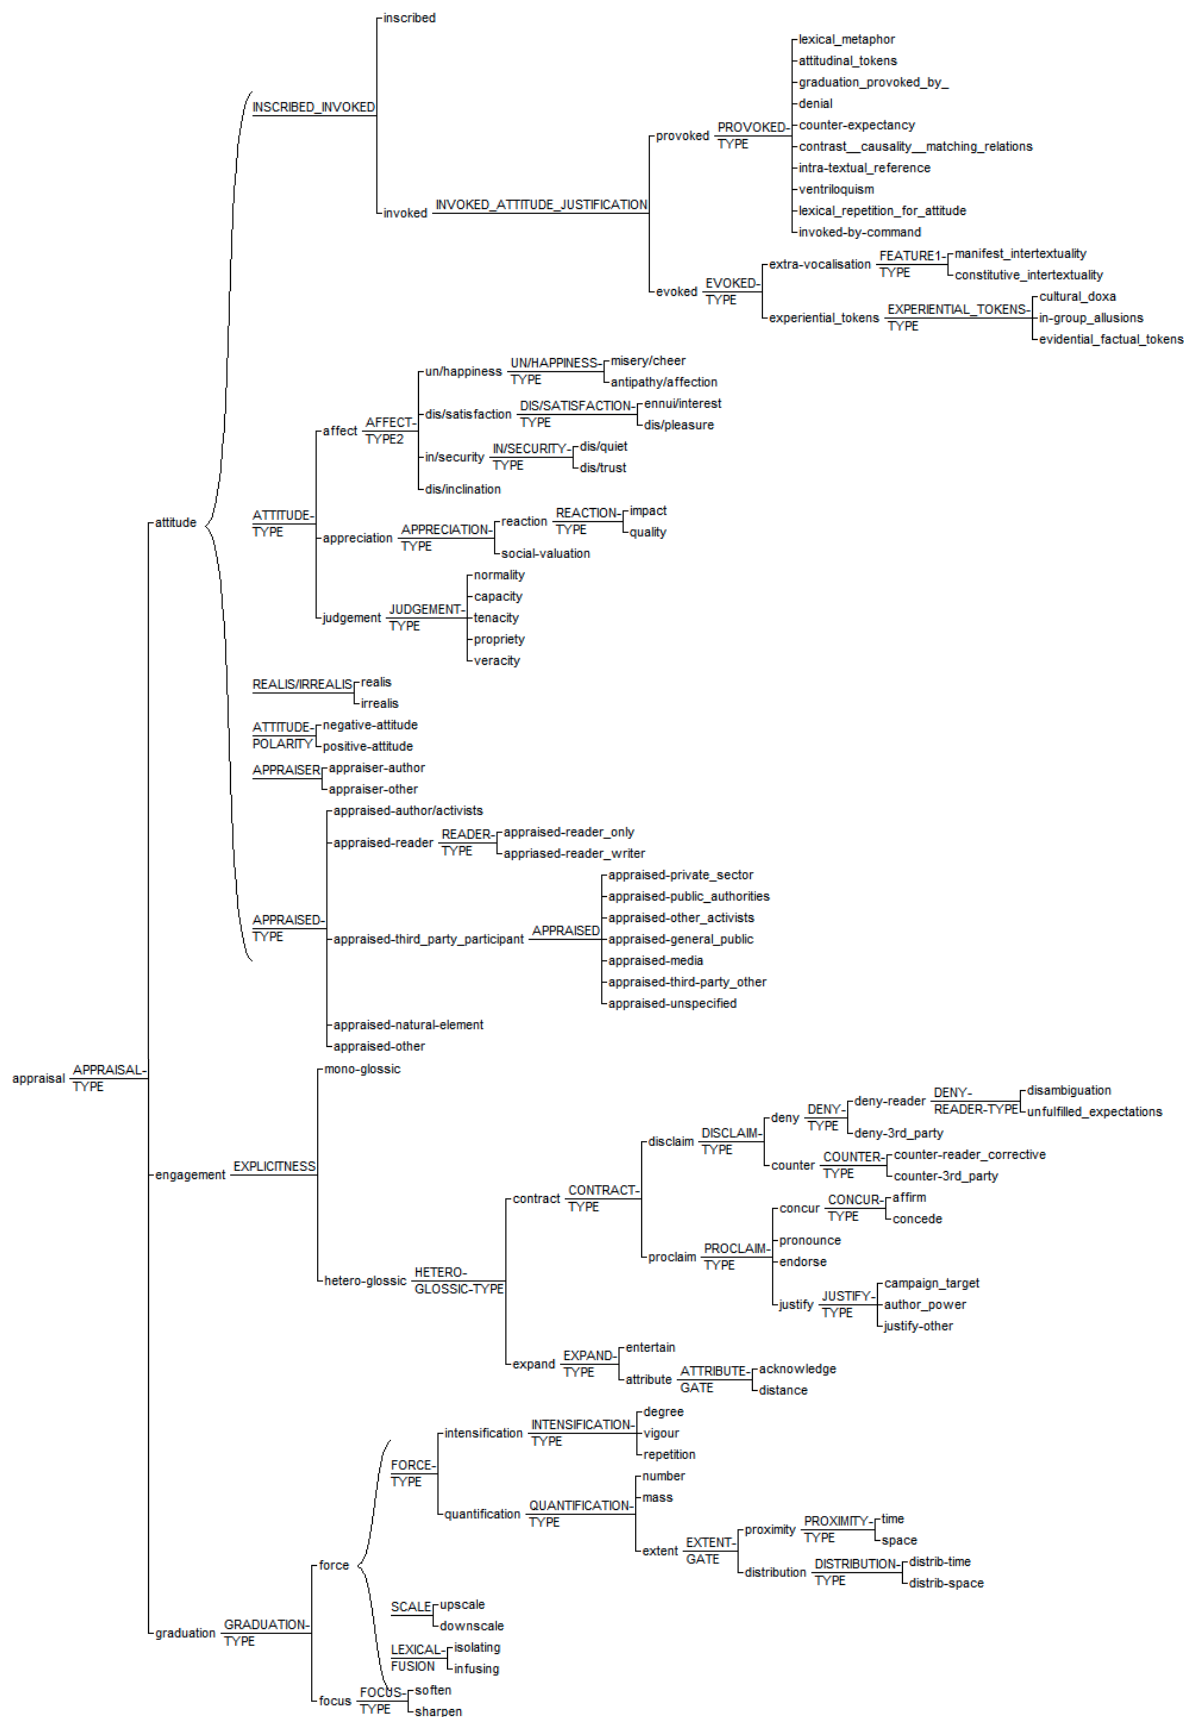 inscribed
lexical_metaphor
attitudinal_tokens
graduation_provoked_by_
denial
INSCRIBED_INVOKED
counter-expectancy
provoked PROVOKED-
TYPE
contrast__causality__matching_relations
intra-textual_reference
ventriloquism
lexical_repetition_for_attitude
invoked INVOKED_ATTITUDE_JUSTIFICATION
invoked-by-command
manifest_intertextuality
extra-vocalisation FEATURE1-
TYPE
constitutive_intertextuality
evoked EVOKED-
TYPE
cultural_doxa
experiential_tokens EXPERIENTIAL_TOKENS-
TYPE
in-group_allusions
evidential_factual_tokens
misery/cheer
un/happiness UN/HAPPINESS-
TYPE
antipathy/affection
ennui/interest
dis/satisfaction DIS/SATISFACTION-
TYPE
dis/pleasure
affect AFFECT-
TYPE2
dis/quiet
in/security IN/SECURITY-
TYPE
dis/trust
dis/inclination
attitude
ATTITUDE-
TYPE
impact
reaction REACTION-
TYPE
quality
appreciation APPRECIATION-
TYPE
social-valuation
normality
capacity
judgement JUDGEMENT-
TYPE
tenacity
propriety
veracity
REALIS/IRREALIS
realis
irrealis
ATTITUDE-
POLARITY
negative-attitude
positive-attitude
APPRAISER
appraiser-author
appraiser-other
appraised-author/activists
appraised-reader READER-
TYPE
appraised-reader_only
appriased-reader_writer
appraised-private_sector
appraised-public_authorities
appraised-other_activists
APPRAISED-
TYPE
appraised-third_party_participant APPRAISED
appraised-general_public
appraised-media
appraised-third-party_other
appraised-unspecified
appraised-natural-element
appraised-other
appraisal APPRAISAL-
TYPE
mono-glossic
disambiguation
deny-reader DENY-
READER-TYPE
unfulfilled_expectations
deny DENY-
TYPE
deny-3rd_party
disclaim DISCLAIM-
TYPE
counter-reader_corrective
counter COUNTER-
TYPE
counter-3rd_party
engagement EXPLICITNESS
contract CONTRACT-
TYPE
affirm
concur CONCUR-
TYPE
concede
pronounce
proclaim PROCLAIM-
TYPE
endorse
hetero-glossic HETERO-
GLOSSIC-TYPE
campaign_target
justify JUSTIFY-
TYPE
author_power
justify-other
entertain
expand EXPAND-
TYPE
attribute ATTRIBUTE-
GATE
acknowledge
distance
degree
intensification INTENSIFICATION-
TYPE
vigour
repetition
FORCE-
TYPE
number
mass
quantification QUANTIFICATION-
TYPE
time
proximity PROXIMITY-
TYPE
space
extent EXTENT-
GATE
distrib-time
distribution DISTRIBUTION-
TYPE
distrib-space
force
SCALE
upscale
downscale
graduation GRADUATION-
TYPE
LEXICAL-
FUSION
isolating
infusing
focus FOCUS-
TYPE
soften
sharpen